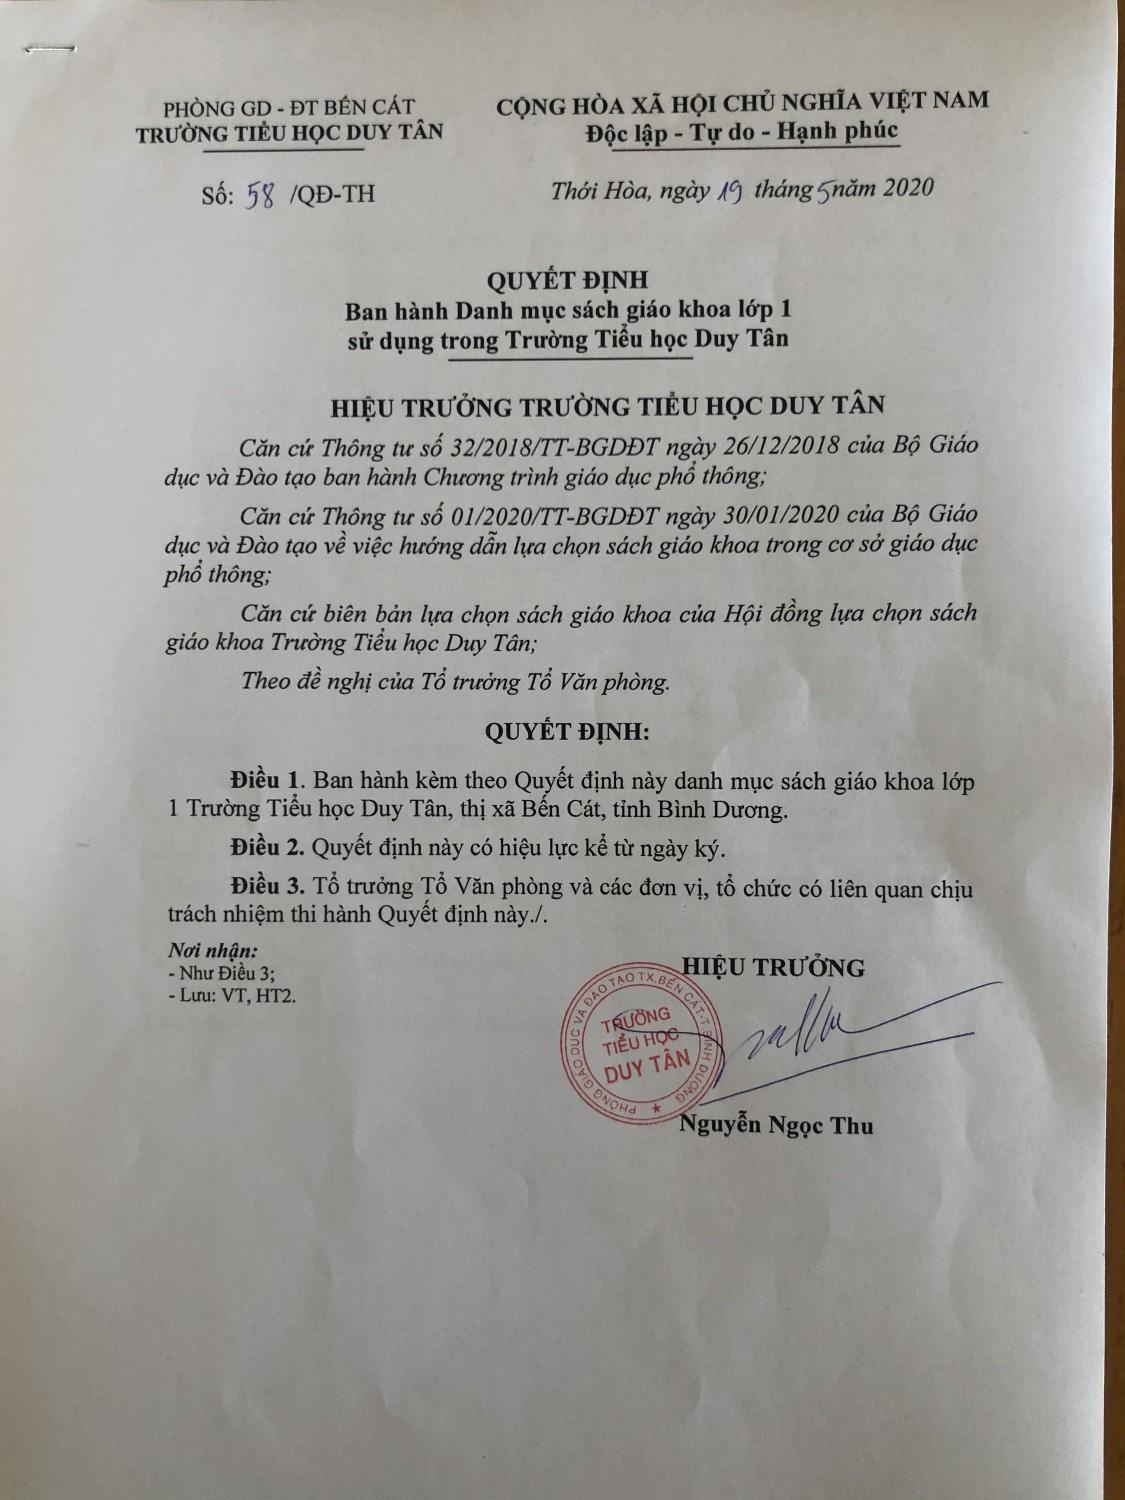 PHÒNG GD - ĐT BẾN CÁT
TRƯỜNG TIỂU HỌC DUY TÂN
CỘNG HÒA XÃ HỘI CHỦ NGHĨA VIỆT NAM
Độc lập - Tự do - Hạnh phúc
Số: 58 /QĐ-TH
Thới Hòa, ngày 19 tháng 5 năm 2020
QUYẾT ĐỊNH
Ban hành Danh mục sách giáo khoa lớp 1
sử dụng trong Trường Tiểu học Duy Tân
HIỆU TRƯỞNG TRƯỜNG TIỂU HỌC DUY TÂN
Căn cứ Thông tư số 32/2018/TT-BGDĐT ngày 26/12/2018 của Bộ Giáo
dục và Đào tạo ban hành Chương trình giáo dục phổ thông;
Căn cứ Thông tư số 01/2020/TT-BGDĐT ngày 30/01/2020 của Bộ Giáo
dục và Đào tạo về việc hướng dẫn lựa chọn sách giáo khoa trong cơ sở giáo dục
phổ thông;
Căn cứ biên bản lựa chọn sách giáo khoa của Hội đồng lựa chọn sách
giáo khoa Trường Tiểu học Duy Tân;
Theo đề nghị của Tổ trưởng Tổ Văn phòng.
QUYẾT ĐỊNH:
Điều 1. Ban hành kèm theo Quyết định này danh mục sách giáo khoa lớp
1 Trường Tiểu học Duy Tân, thị xã Bến Cát, tỉnh Bình Dương.
Điều 2. Quyết định này có hiệu lực kể từ ngày ký.
Điều 3. Tổ trưởng Tổ Văn phòng và các đơn vị, tổ chức có liên quan chịu
trách nhiệm thi hành Quyết định này./.
Nơi nhận:
- Như Điều 3;
- Lưu: VT, HT2.
HIỆU TRƯỞNG
PHÒNG GIÁO DỤC VÀ ĐÀO TẠO TX.BẾN CÁT-T BÌNH DƯƠNG
TRƯỜNG
TIỂU HỌC
DUY TÂN
Nguyễn Ngọc Thu